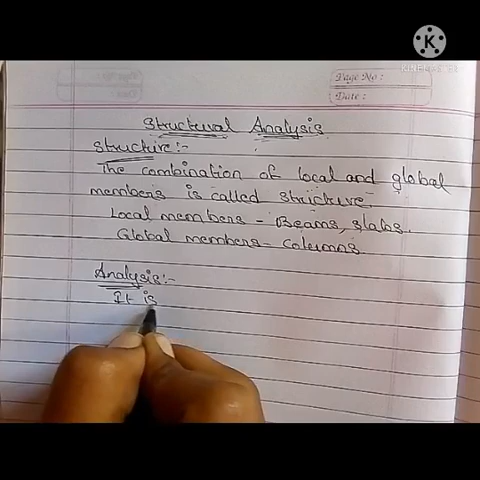 KINEMASTER
Page No :
Date :
Structural Analysis
Structure:-
The combination of local and global
members is called structure.
Local members - Beams, slabs.
Global members - columns
Analysis:-
It is